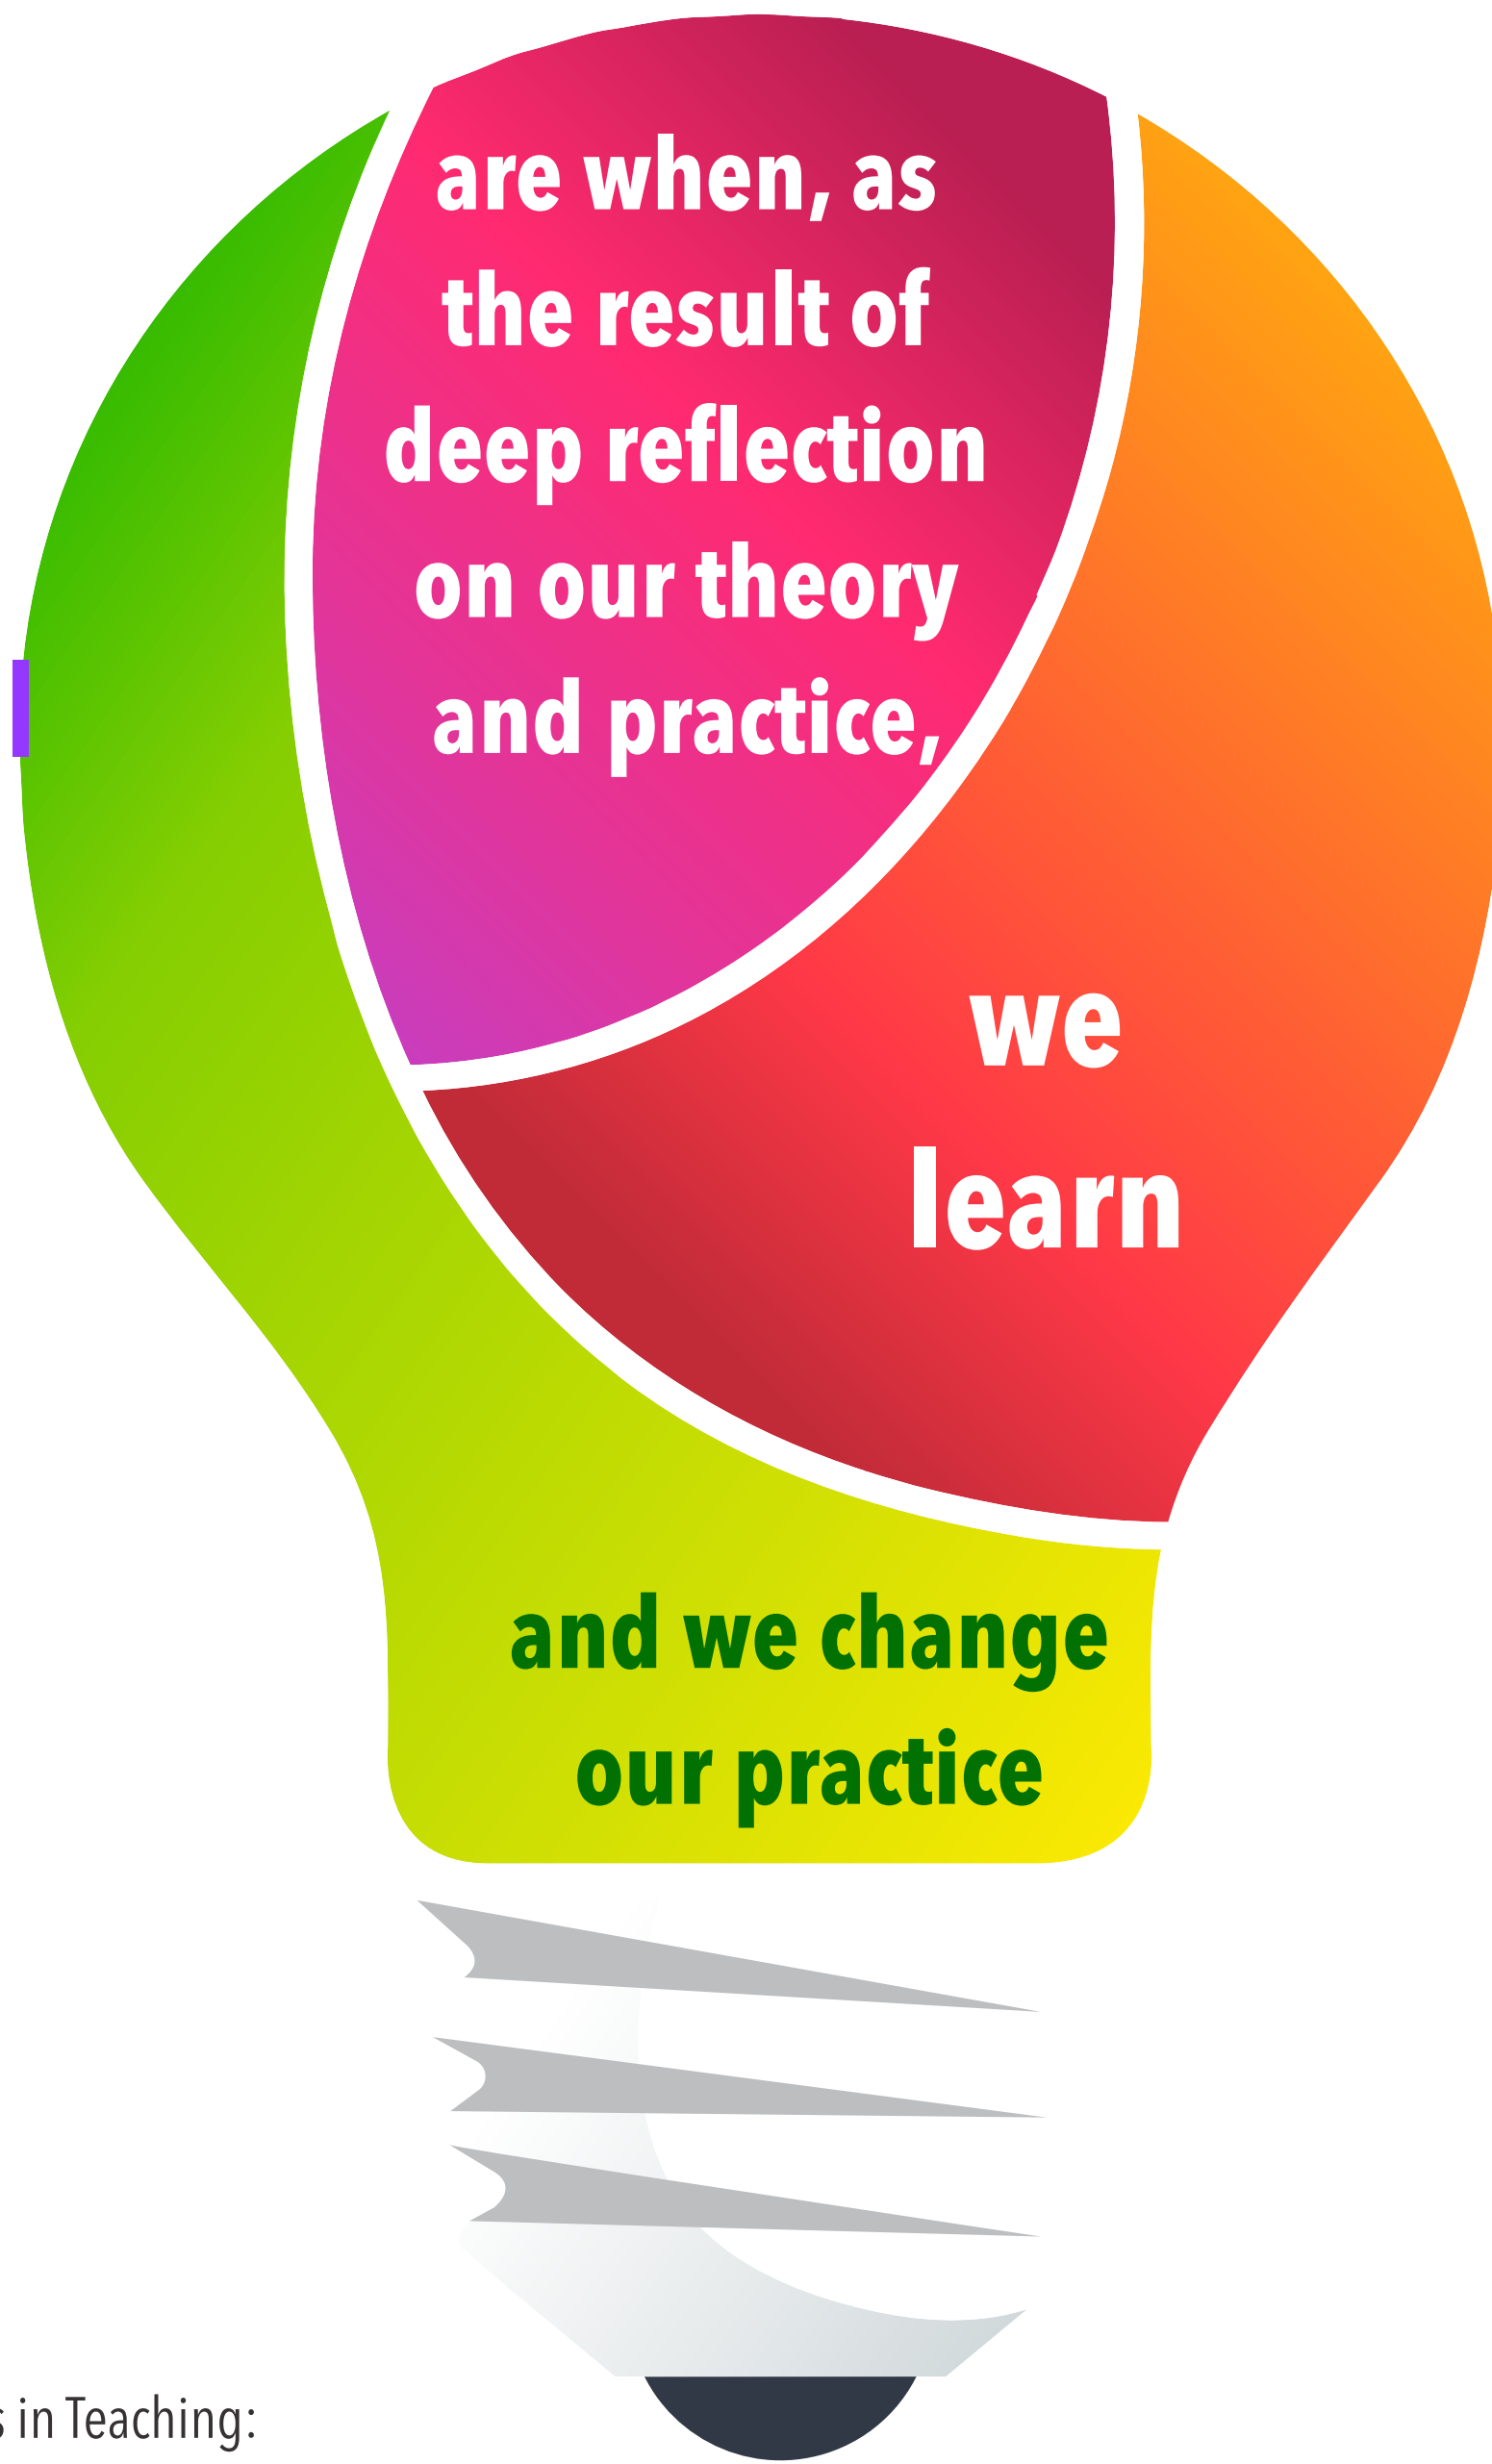 are when, as
the result of
deep reflection
on our theory
and practice,
we
learn
and we change
our practice
in Teaching: